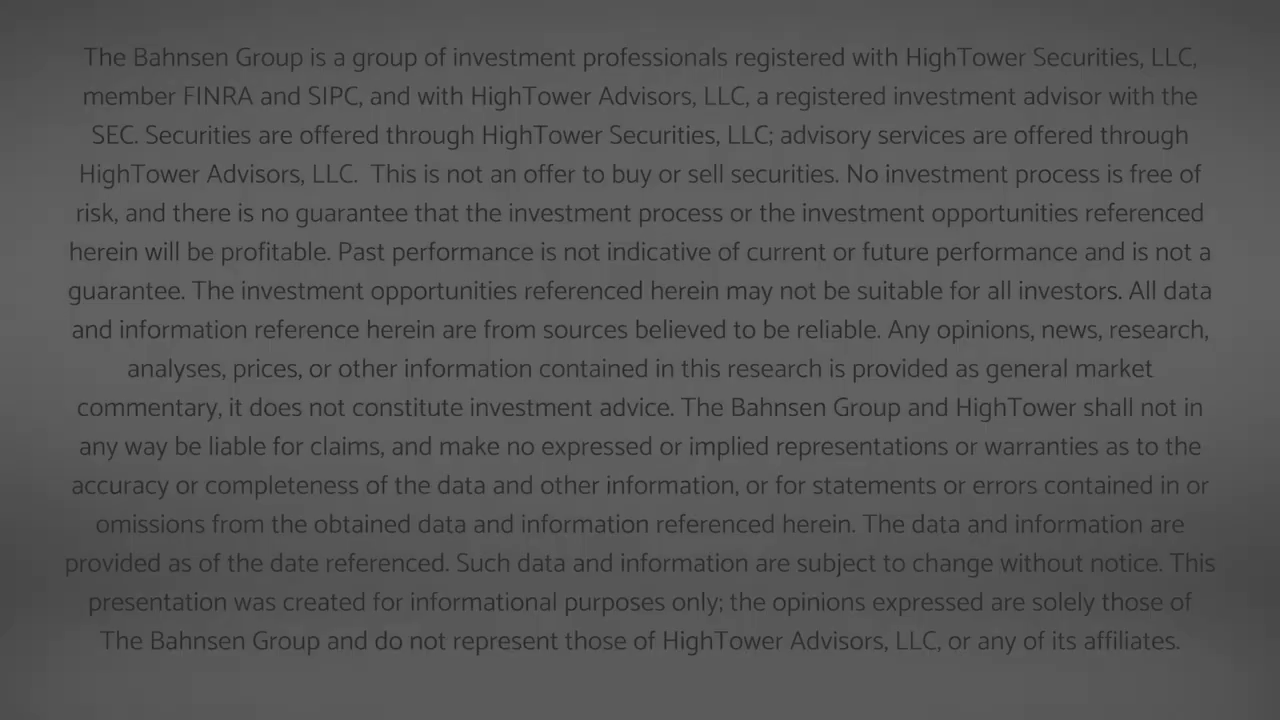 The Bahnsen Group is a group of investment professionals registered with HighTower Securities, LLC,
member FINRA and SIPC, and with HighTower Advisors, LLC, a registered investment advisor with the
SEC. Securities are offered through HighTower Securities, LLC; advisory services are offered through
HighTower Advisors, LLC.  This is not an offer to buy or sell securities. No investment process is free of
risk, and there is no guarantee that the investment process or the investment opportunities referenced
herein will be profitable. Past performance is not indicative of current or future performance and is not a
guarantee. The investment opportunities referenced herein may not be suitable for all investors. All data
and information reference herein are from sources believed to be reliable. Any opinions, news, research,
analyses, prices, or other information contained in this research is provided as general market
commentary, it does not constitute investment advice. The Bahnsen Group and HighTower shall not in
any way be liable for claims, and make no expressed or implied representations or warranties as to the
accuracy or completeness of the data and other information, or for statements or errors contained in or
omissions from the obtained data and information referenced herein. The data and information are
provided as of the date referenced. Such data and information are subject to change without notice. This
presentation was created for informational purposes only; the opinions expressed are solely those of
The Bahnsen Group and do not represent those of HighTower Advisors, LLC, or any of its affiliates.